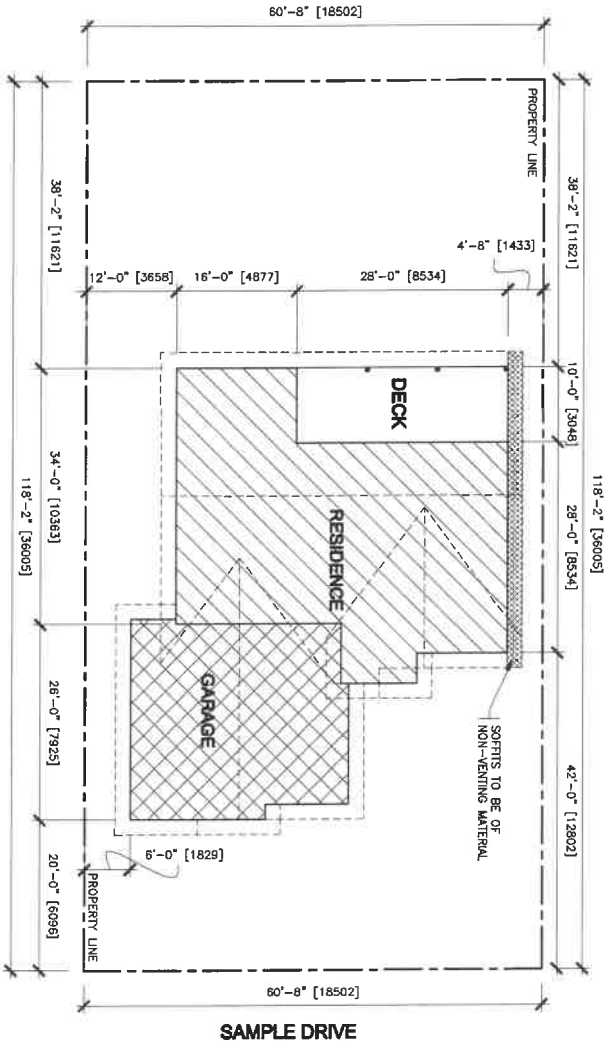 60'-8" [18502]
PROPERTY LINE
38'-2" [11621]
38'-2" [11621]
4'-8" [1433]
12'-0" [3658]
16'-0" [4877]
28'-0" [8534]
118'-2" [36005]
10'-0" [3048]
DECK
34'-0" [10363]
118'-2" [36005]
28'-0" [8534]
RESIDENCE
GARAGE
SOFFITS TO BE OF
NON-VENTING MATERIAL
26'-0" [7925]
42'-0" [12802]
6'-0" [1829]
20'-0" [6096]
PROPERTY LINE
60'-8" [18502]
SAMPLE DRIVE